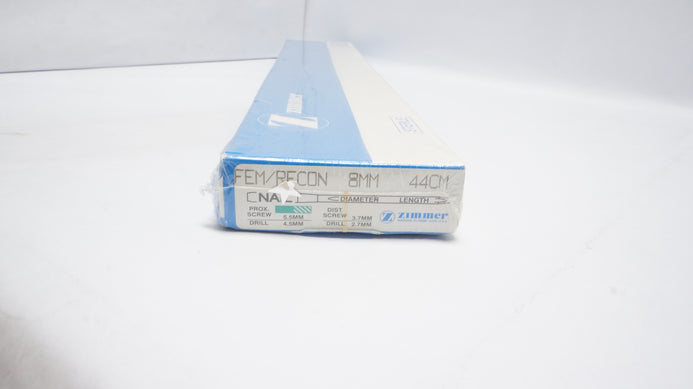 FEM/RECON 8MM 44CM
NAIL <DIAMETER LENGTH
PROX. SCREW 5.5MM DIST. SCREW 3.7MM
DRILL 4.5MM DRILL 2.7MM
zimmer